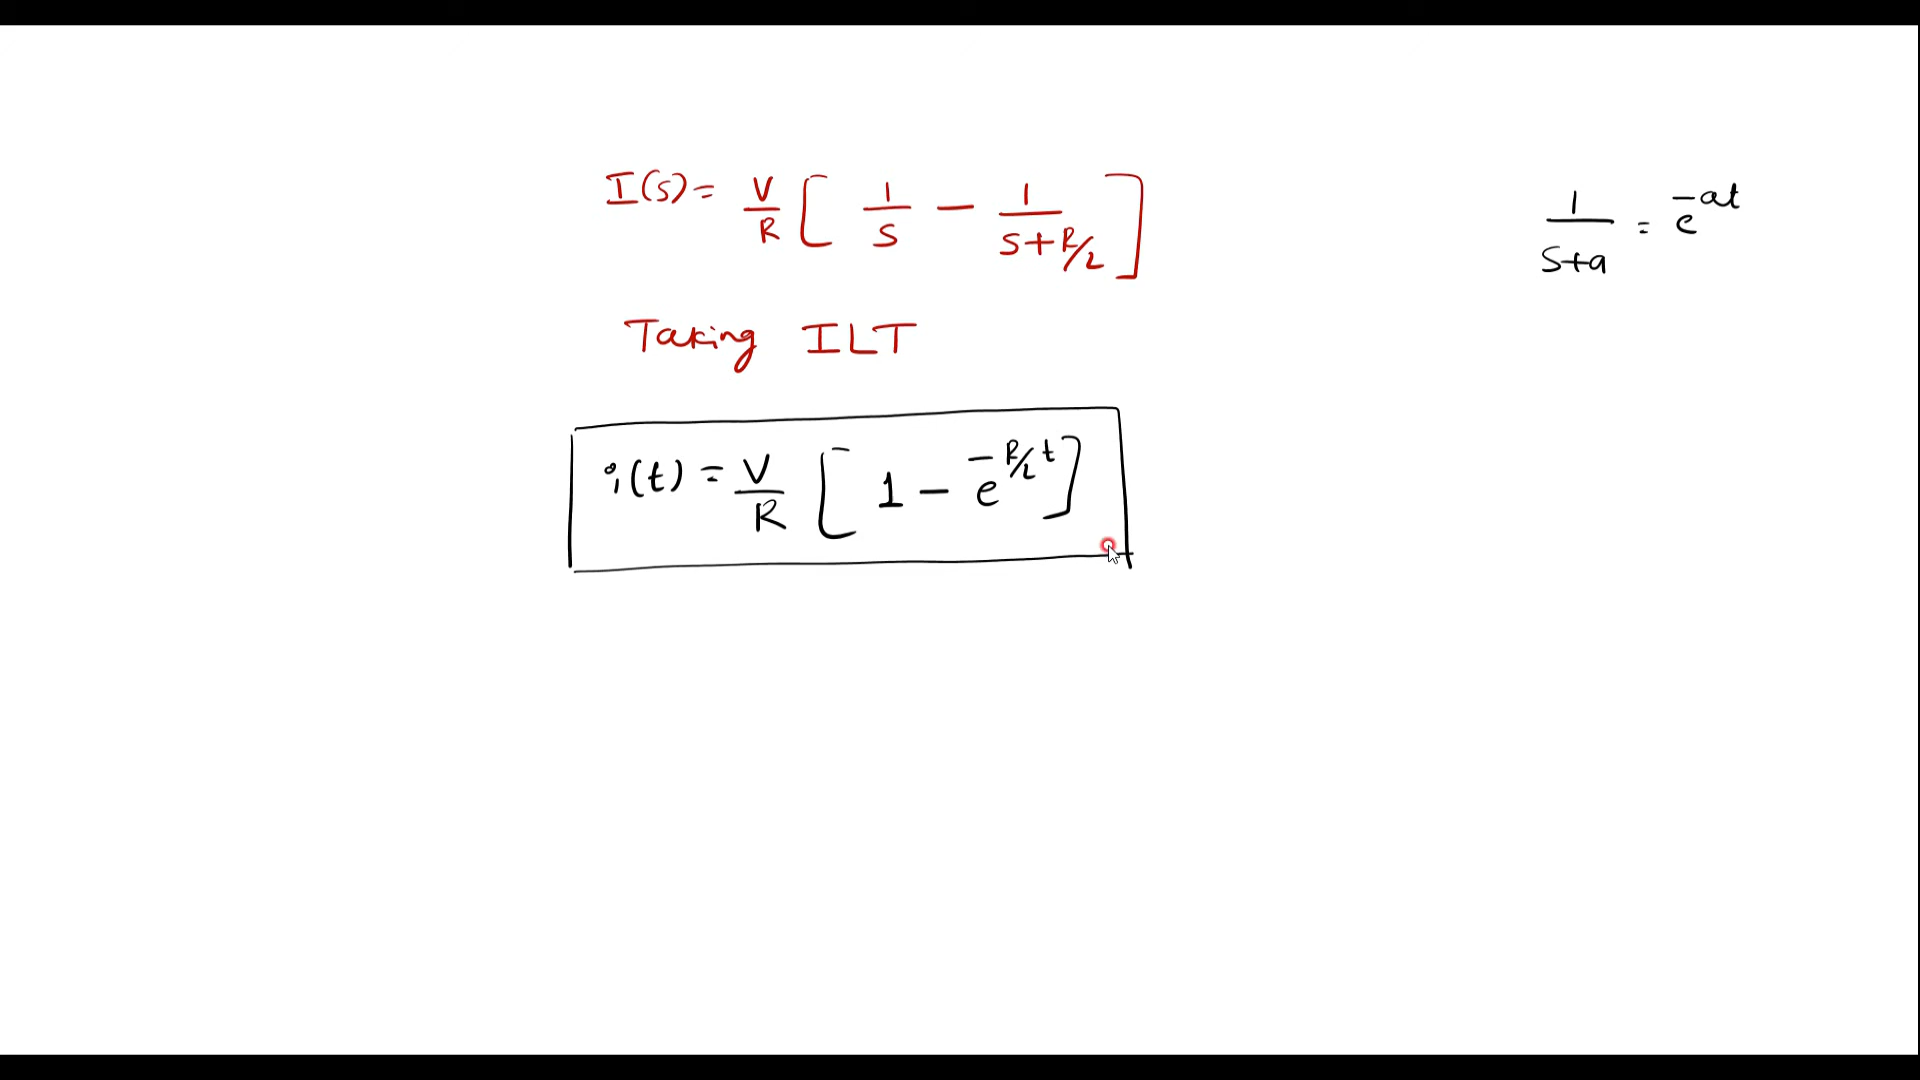 I(s) = V/R [ 1/s - 1/(s+R/L) ]
1/(s+a) = e^-at
Taking ILT
i(t) = V/R [ 1 - e^-R/L t ]